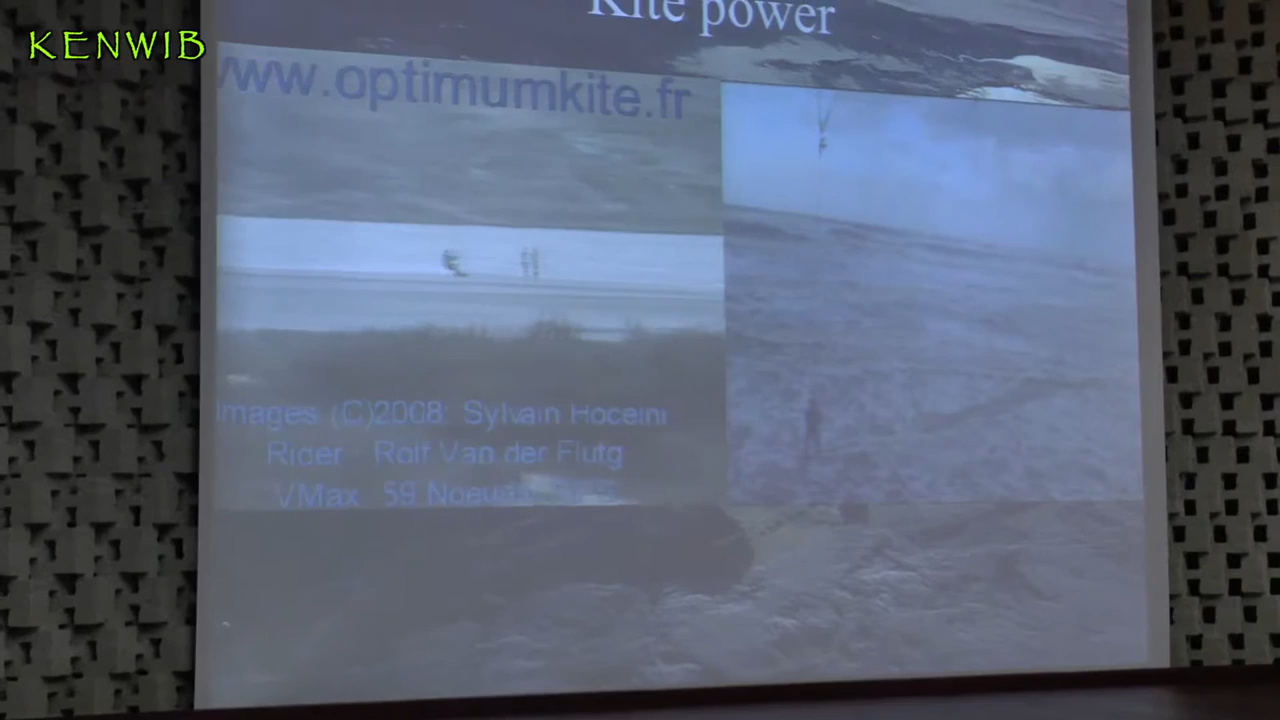 KENWIB
Kite power
www.optimumkite.fr
Images (C)2008: Sylvain Hoceini
Rider Rolf Van der Flutg
VMax 59 Noeuds